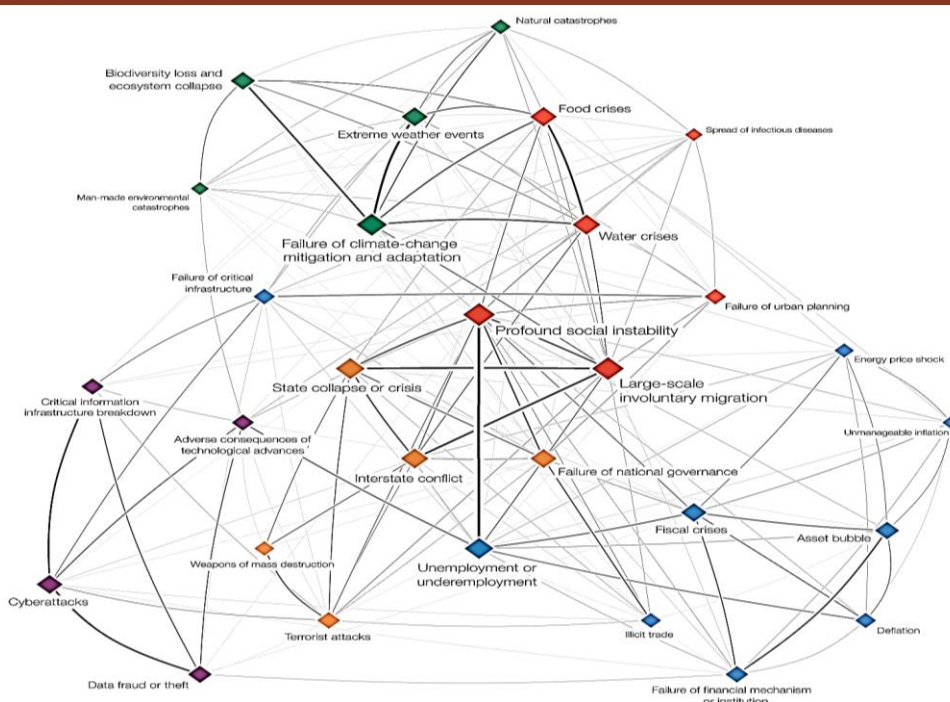 Natural catastrophes
Biodiversity loss and
ecosystem collapse
Food crises
Extreme weather events
Spread of infectious diseases
Man-made environmental
catastrophes
Water crises
Failure of climate-change
mitigation and adaptation
Failure of critical
infrastructure
Failure of urban planning
Profound social instability
Energy price shock
State collapse or crisis
Large-scale
involuntary migration
Critical information
infrastructure breakdown
Unmanageable inflation
Adverse consequences of
technological advances
Interstate conflict
Failure of national governance
Fiscal crises
Asset bubble
Weapons of mass destruction
Unemployment or
underemployment
Cyberattacks
Terrorist attacks
Illicit trade
Deflation
Data fraud or theft
Failure of financial mechanism
or institution